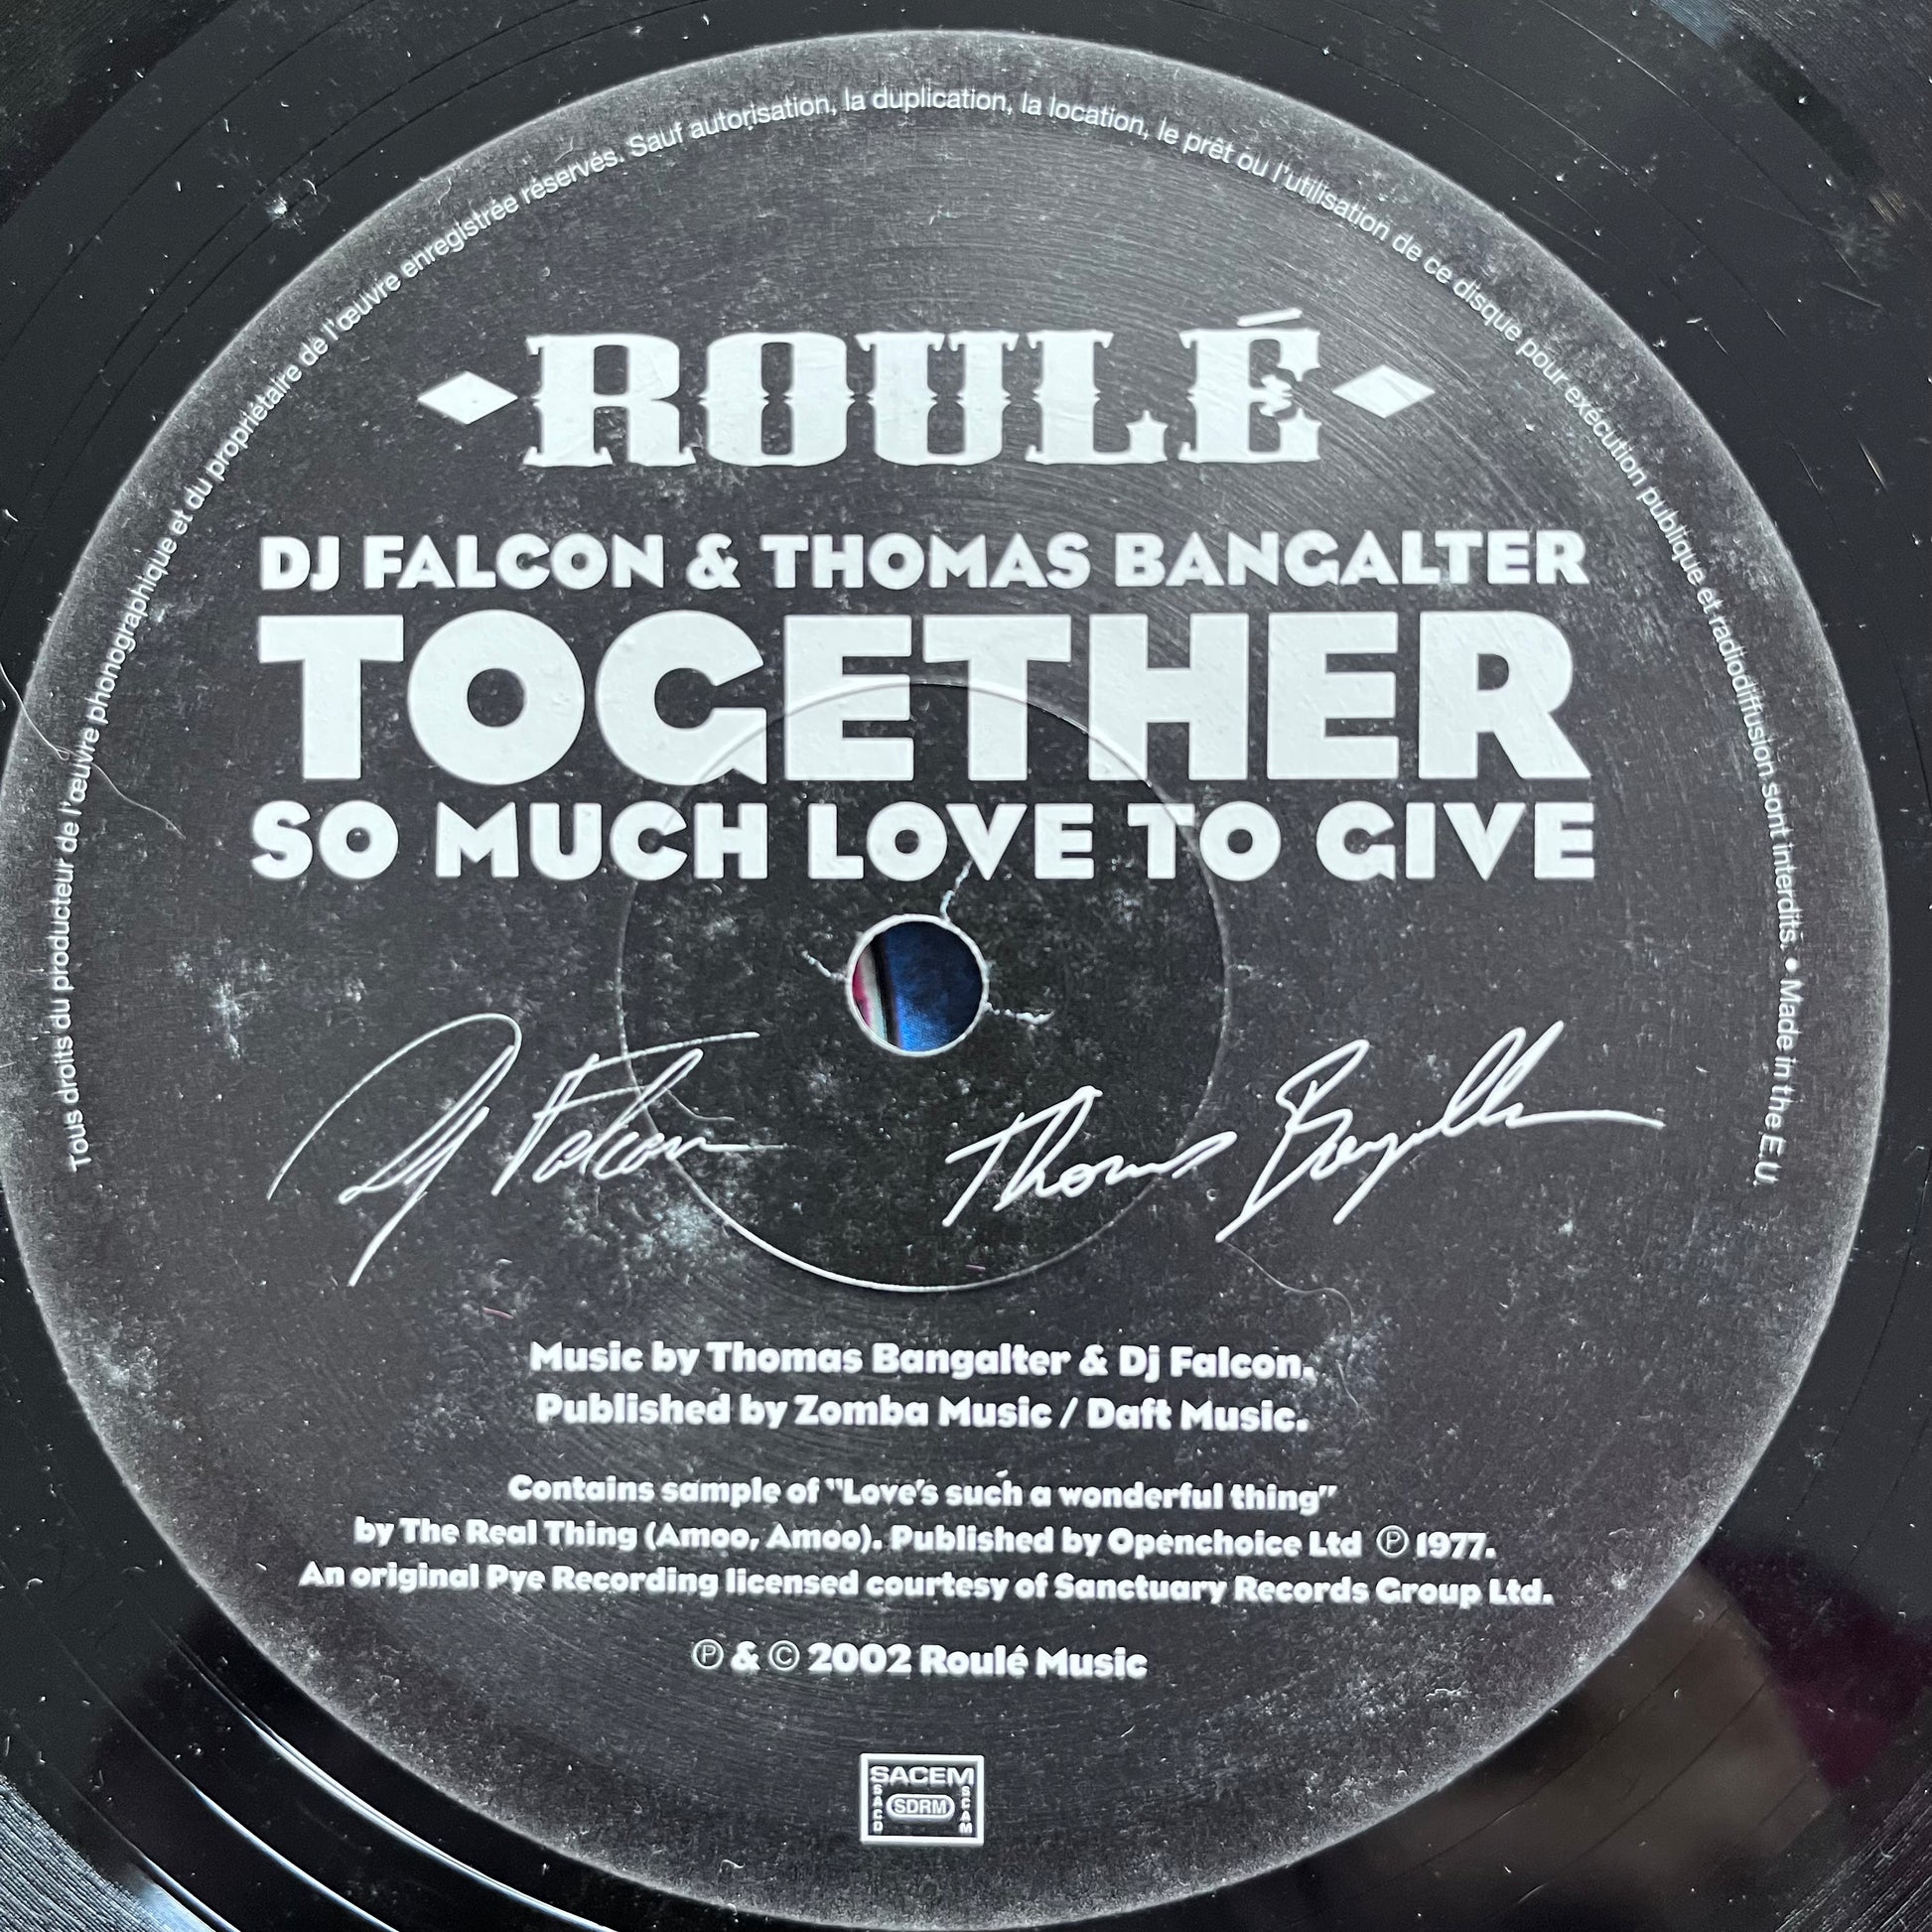 Tous droits du producteur de l'œuvre phonographique et du propriétaire de l'œuvre enregistrée réservés. Sauf autorisation, la duplication, la location, le prêt ou l'utilisation de ce disque pour exécution publique et radiodiffusion sont interdits. • Made in the E.U.
ROULÉ
DJ FALCON & THOMAS BANGALTER
TOGETHER
SO MUCH LOVE TO GIVE
Dj Falcon
Thomas Bangalter
Music by Thomas Bangalter & Dj Falcon.
Published by Zomba Music / Daft Music.
Contains sample of "Love's such a wonderful thing"
by The Real Thing (Amoo, Amoo). Published by Openchoice Ltd ℗ 1977.
An original Pye Recording licensed courtesy of Sanctuary Records Group Ltd.
℗ & © 2002 Roulé Music
SACEM
SACD
SDRM
SCAM